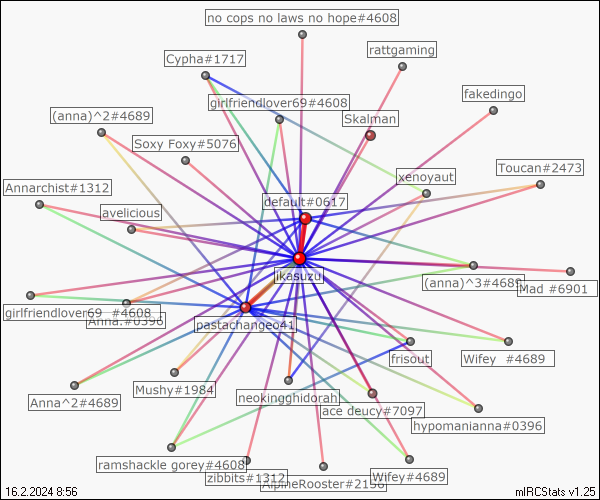 no cops no laws no hope#4608
rattgaming
Cypha#1717
fakedingo
girlfriendlover69#4608
(anna)^2#4689
Skalman
Soxy Foxy#5076
Toucan#2473
xenoyaut
Annarchist#1312
default#0617
avelicious
ikasuzu
(anna)^3#4689
Mad #6901
girlfriendlover69 #4608
Anna.#0396
pastachangeo41
frisout
Wifey #4689
Mushy#1984
neokingghidorah
Anna^2#4689
ace deucy#7097
hypomanianna#0396
ramshackle gorey#4608
zibbits#1312
Wifey#4689
AlpineRooster#2156
16.2.2024 8:56
mIRCStats v1.25